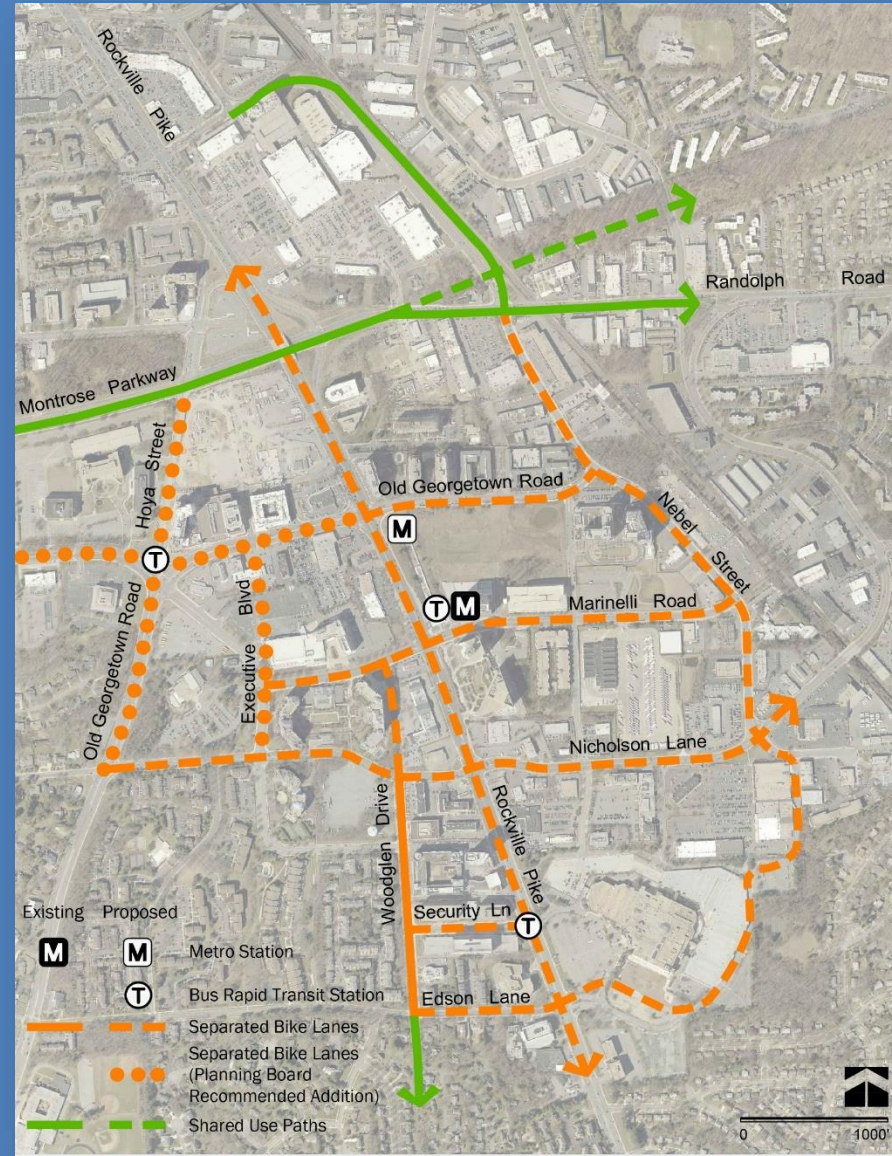 Rockville Pike
Randolph Road
Montrose Parkway
Hoya Street
Old Georgetown Road
M
Nebel Street
T
T M
Marinelli Road
Blvd
Executive
Old Georgetown Road
Nicholson Lane
Rockville Pike
Woodglen Drive
Security Ln
T
Edson Lane
Existing Proposed
M M Metro Station
T Bus Rapid Transit Station
Separated Bike Lanes
Separated Bike Lanes
(Planning Board
Recommended Addition)
Shared Use Paths
0 1000'